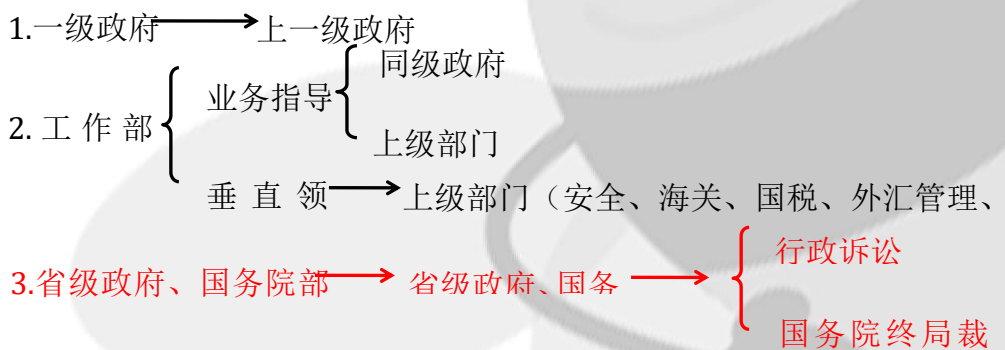 1.一级政府
上一级政府
同级政府
业务指导
2. 工 作 部
上级部门
垂 直 领
上级部门（安全、海关、国税、外汇管理、
行政诉讼
3.省级政府、国务院部
省级政府、国务
国务院终局裁